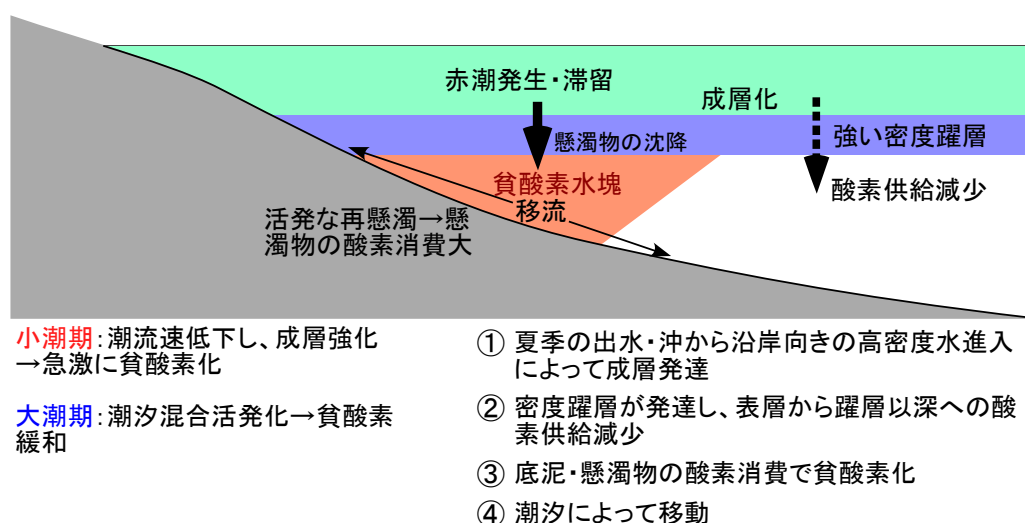 赤潮発生・滞留
成層化
懸濁物の沈降
強い密度躍層
貧酸素水塊
移流
酸素供給減少
活発な再懸濁→懸
濁物の酸素消費大
小潮期：潮流速低下し、成層強化
→急激に貧酸素化
大潮期：潮汐混合活発化→貧酸素
緩和
① 夏季の出水・沖から沿岸向きの高密度水進入
によって成層発達
② 密度躍層が発達し、表層から躍層以深への酸
素供給減少
③ 底泥・懸濁物の酸素消費で貧酸素化
④ 潮汐によって移動